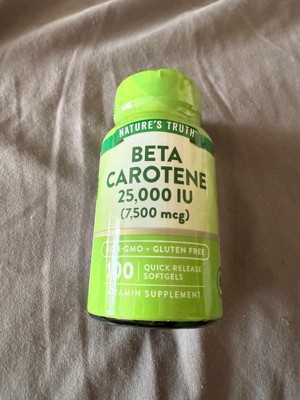 NATURE'S TRUTH
BETA
CAROTENE
25,000 IU
(7,500 mcg)
NON-GMO • GLUTEN FREE
100 QUICK RELEASE
SOFTGELS
VITAMIN SUPPLEMENT